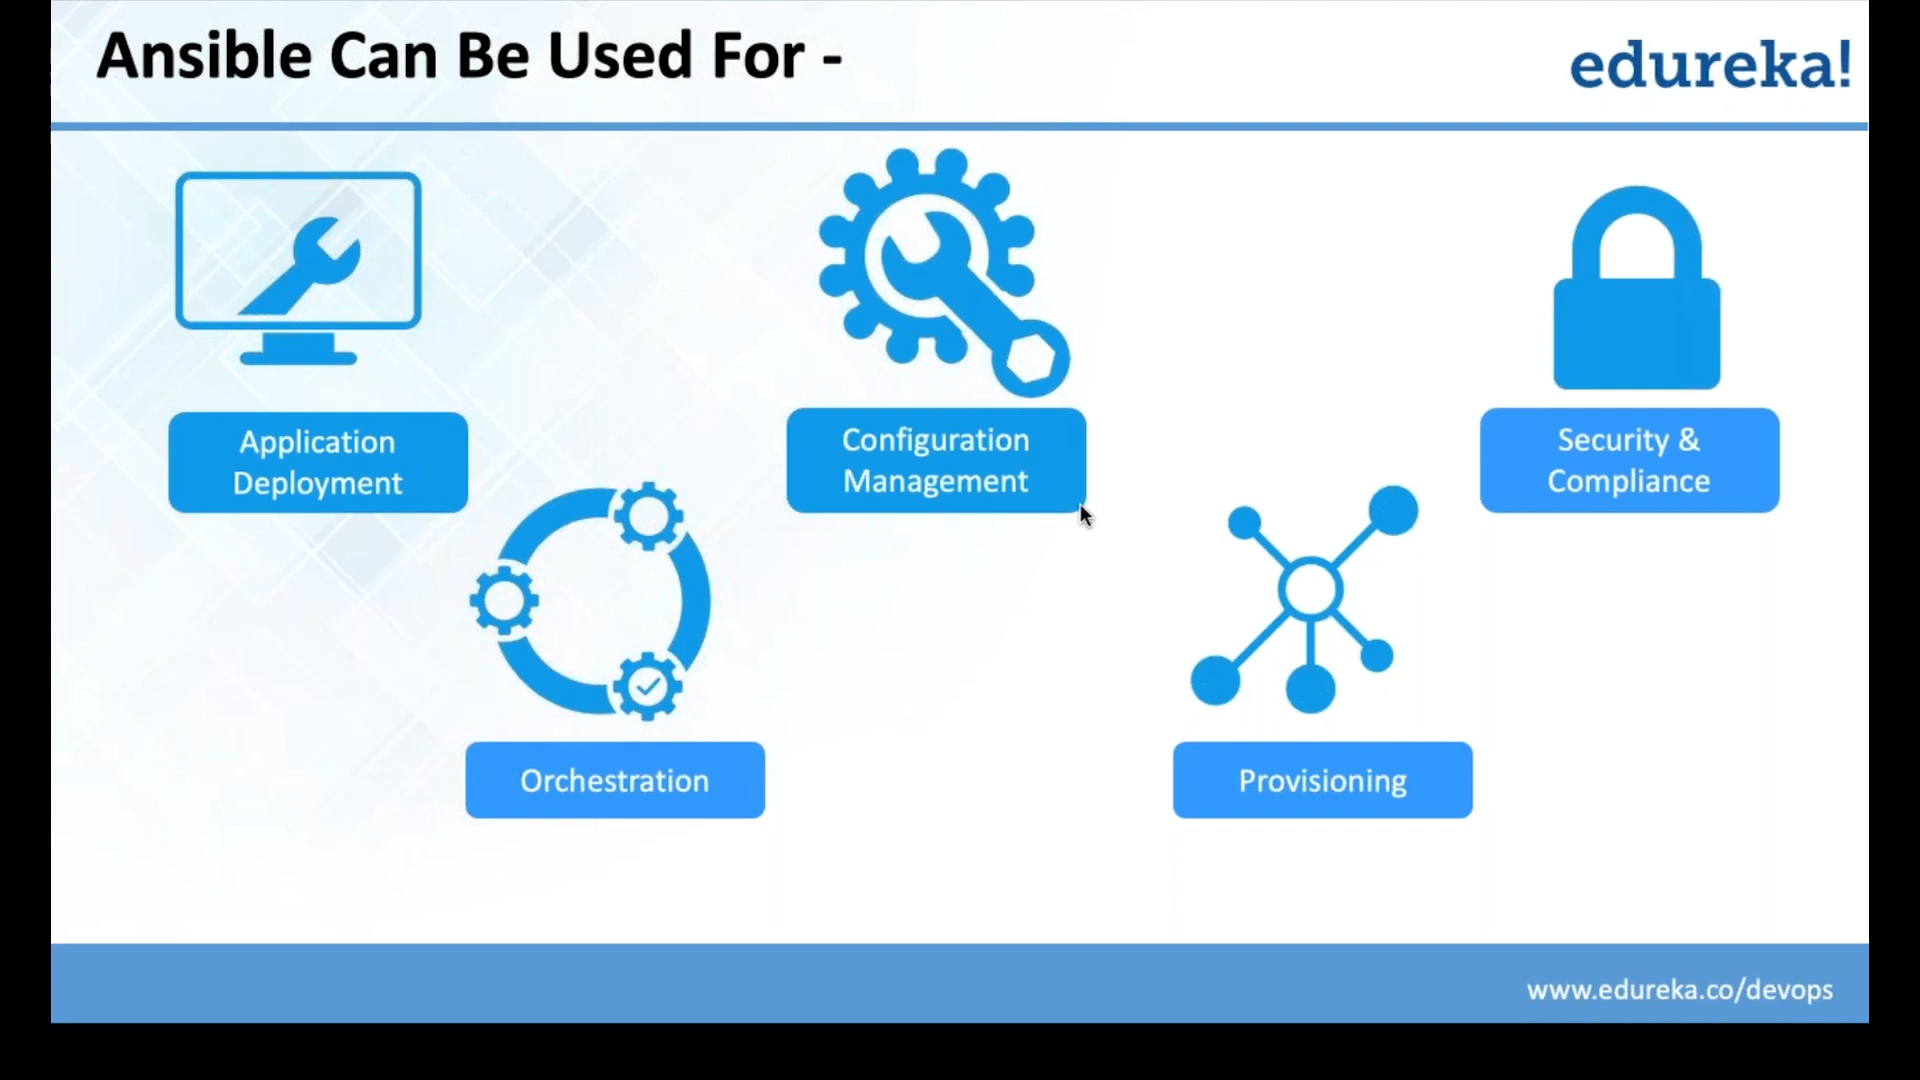 Ansible Can Be Used For -
edureka!
Application
Deployment
Configuration
Management
Security &
Compliance
Orchestration
Provisioning
www.edureka.co/devops